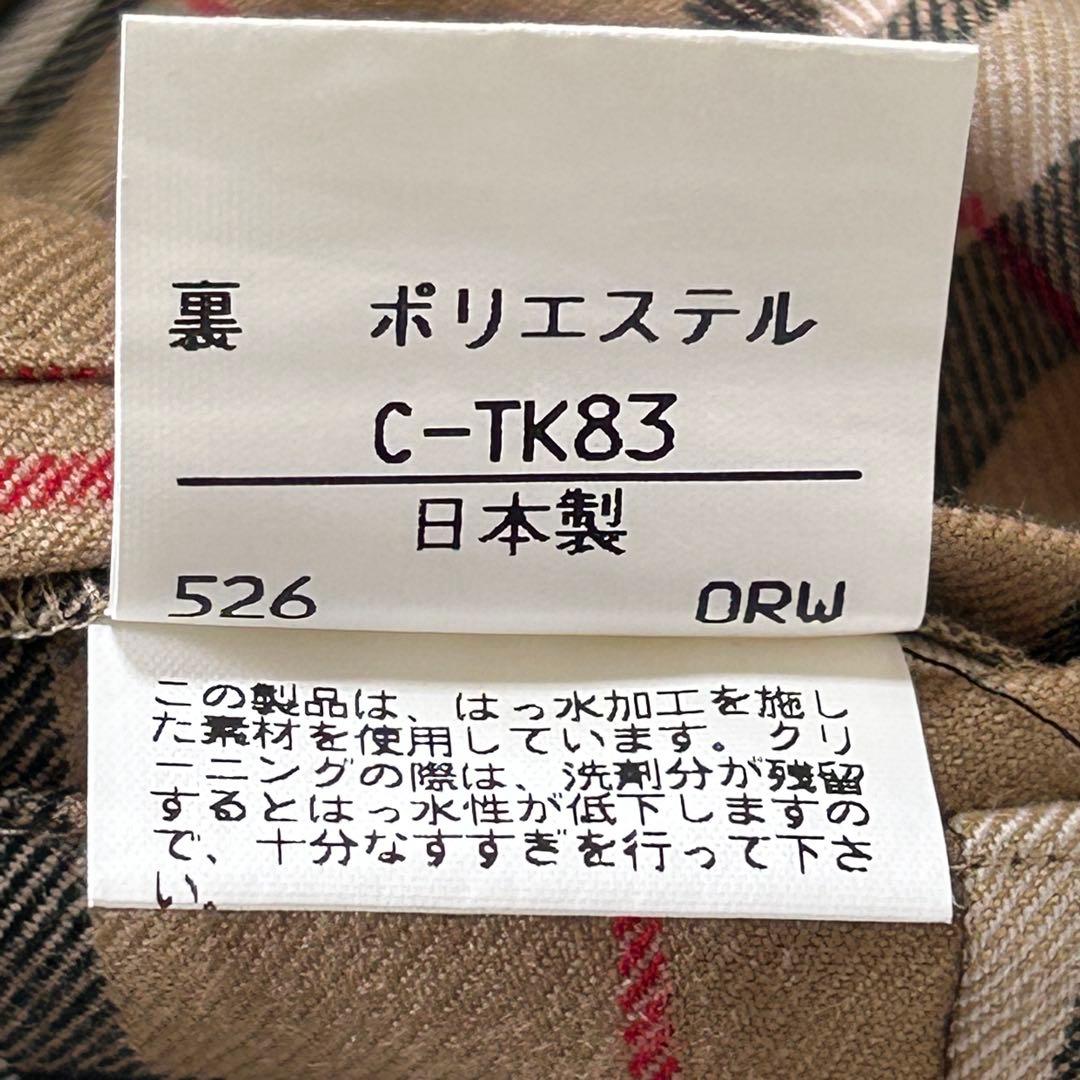 裏 ポリエステル
C-TK83
日本製
526 ORW
この製品は、はっ水加工を施し
た素材を使用しています。クリ
ーニングの際は、洗剤分が残留
するとはっ水性が低下しますの
で、十分なすすぎを行って下さ
い。